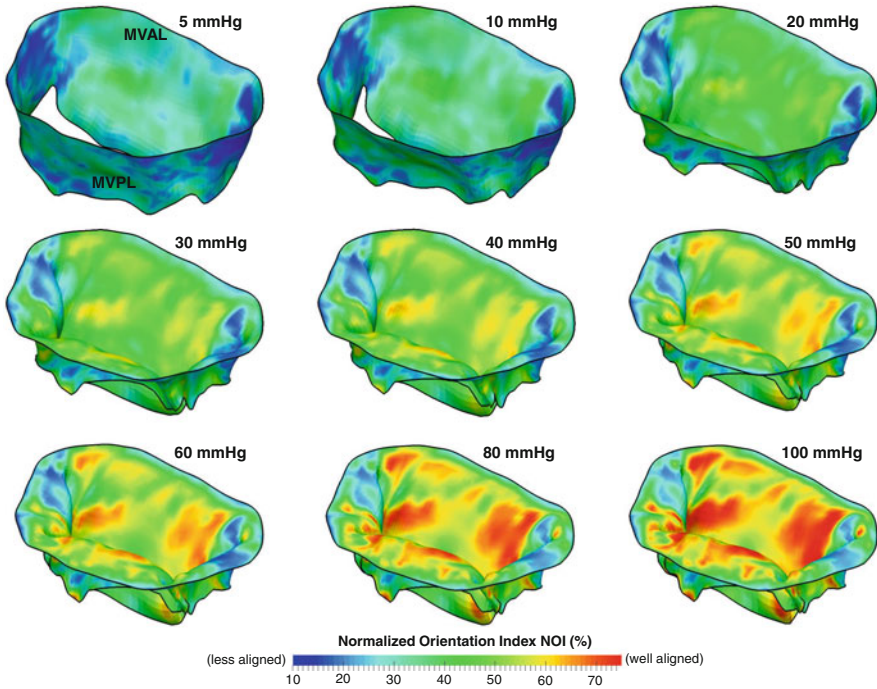 5 mmHg
10 mmHg
20 mmHg
MVAL
MVPL
30 mmHg
40 mmHg
50 mmHg
60 mmHg
80 mmHg
100 mmHg
Normalized Orientation Index NOI (%)
(less aligned)
(well aligned)
10 20 30 40 50 60 70